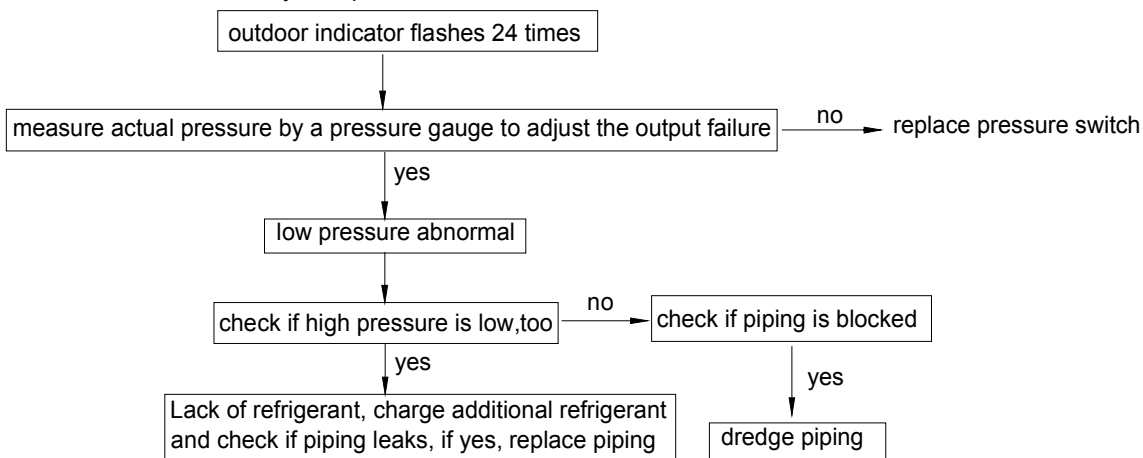 outdoor indicator flashes 24 times
measure actual pressure by a pressure gauge to adjust the output failure
no
replace pressure switch
yes
low pressure abnormal
check if high pressure is low,too
no
check if piping is blocked
yes
yes
Lack of refrigerant, charge additional refrigerant
and check if piping leaks, if yes, replace piping
dredge piping